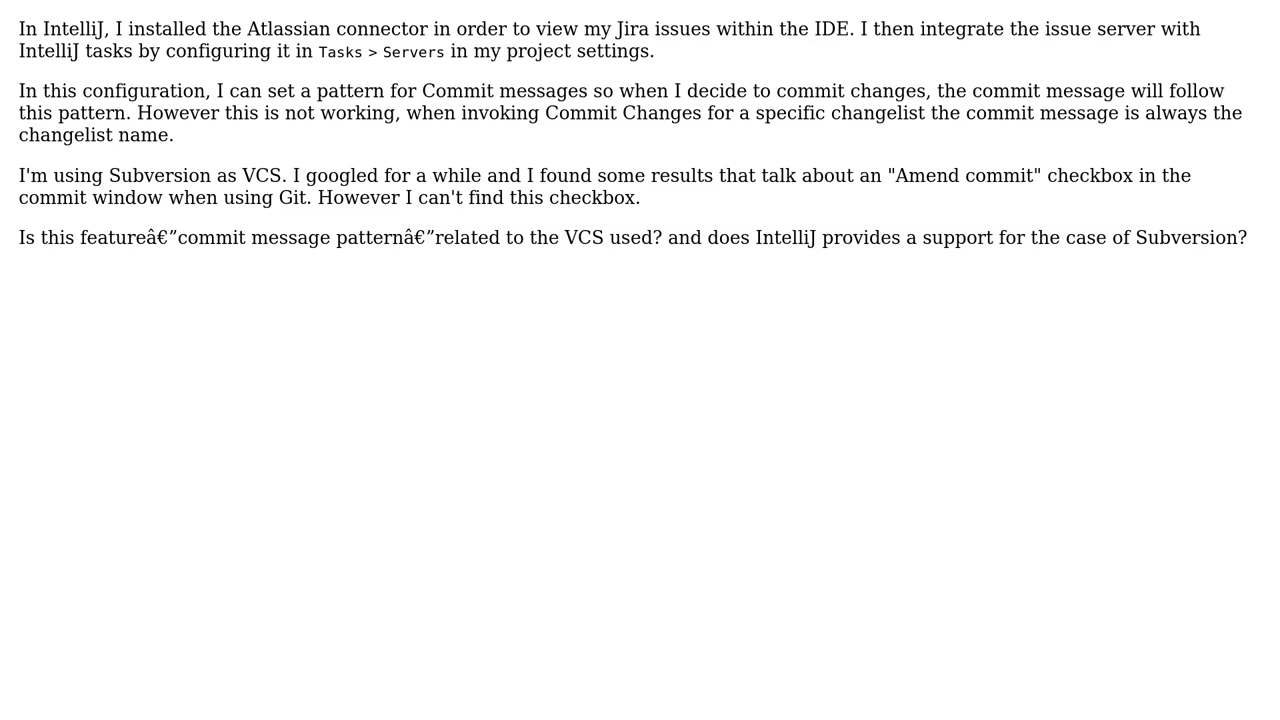 In IntelliJ, I installed the Atlassian connector in order to view my Jira issues within the IDE. I then integrate the issue server with
IntelliJ tasks by configuring it in Tasks > Servers in my project settings.
In this configuration, I can set a pattern for Commit messages so when I decide to commit changes, the commit message will follow
this pattern. However this is not working, when invoking Commit Changes for a specific changelist the commit message is always the
changelist name.
I'm using Subversion as VCS. I googled for a while and I found some results that talk about an "Amend commit" checkbox in the
commit window when using Git. However I can't find this checkbox.
Is this featureâ€”commit message patternâ€”related to the VCS used? and does IntelliJ provides a support for the case of Subversion?